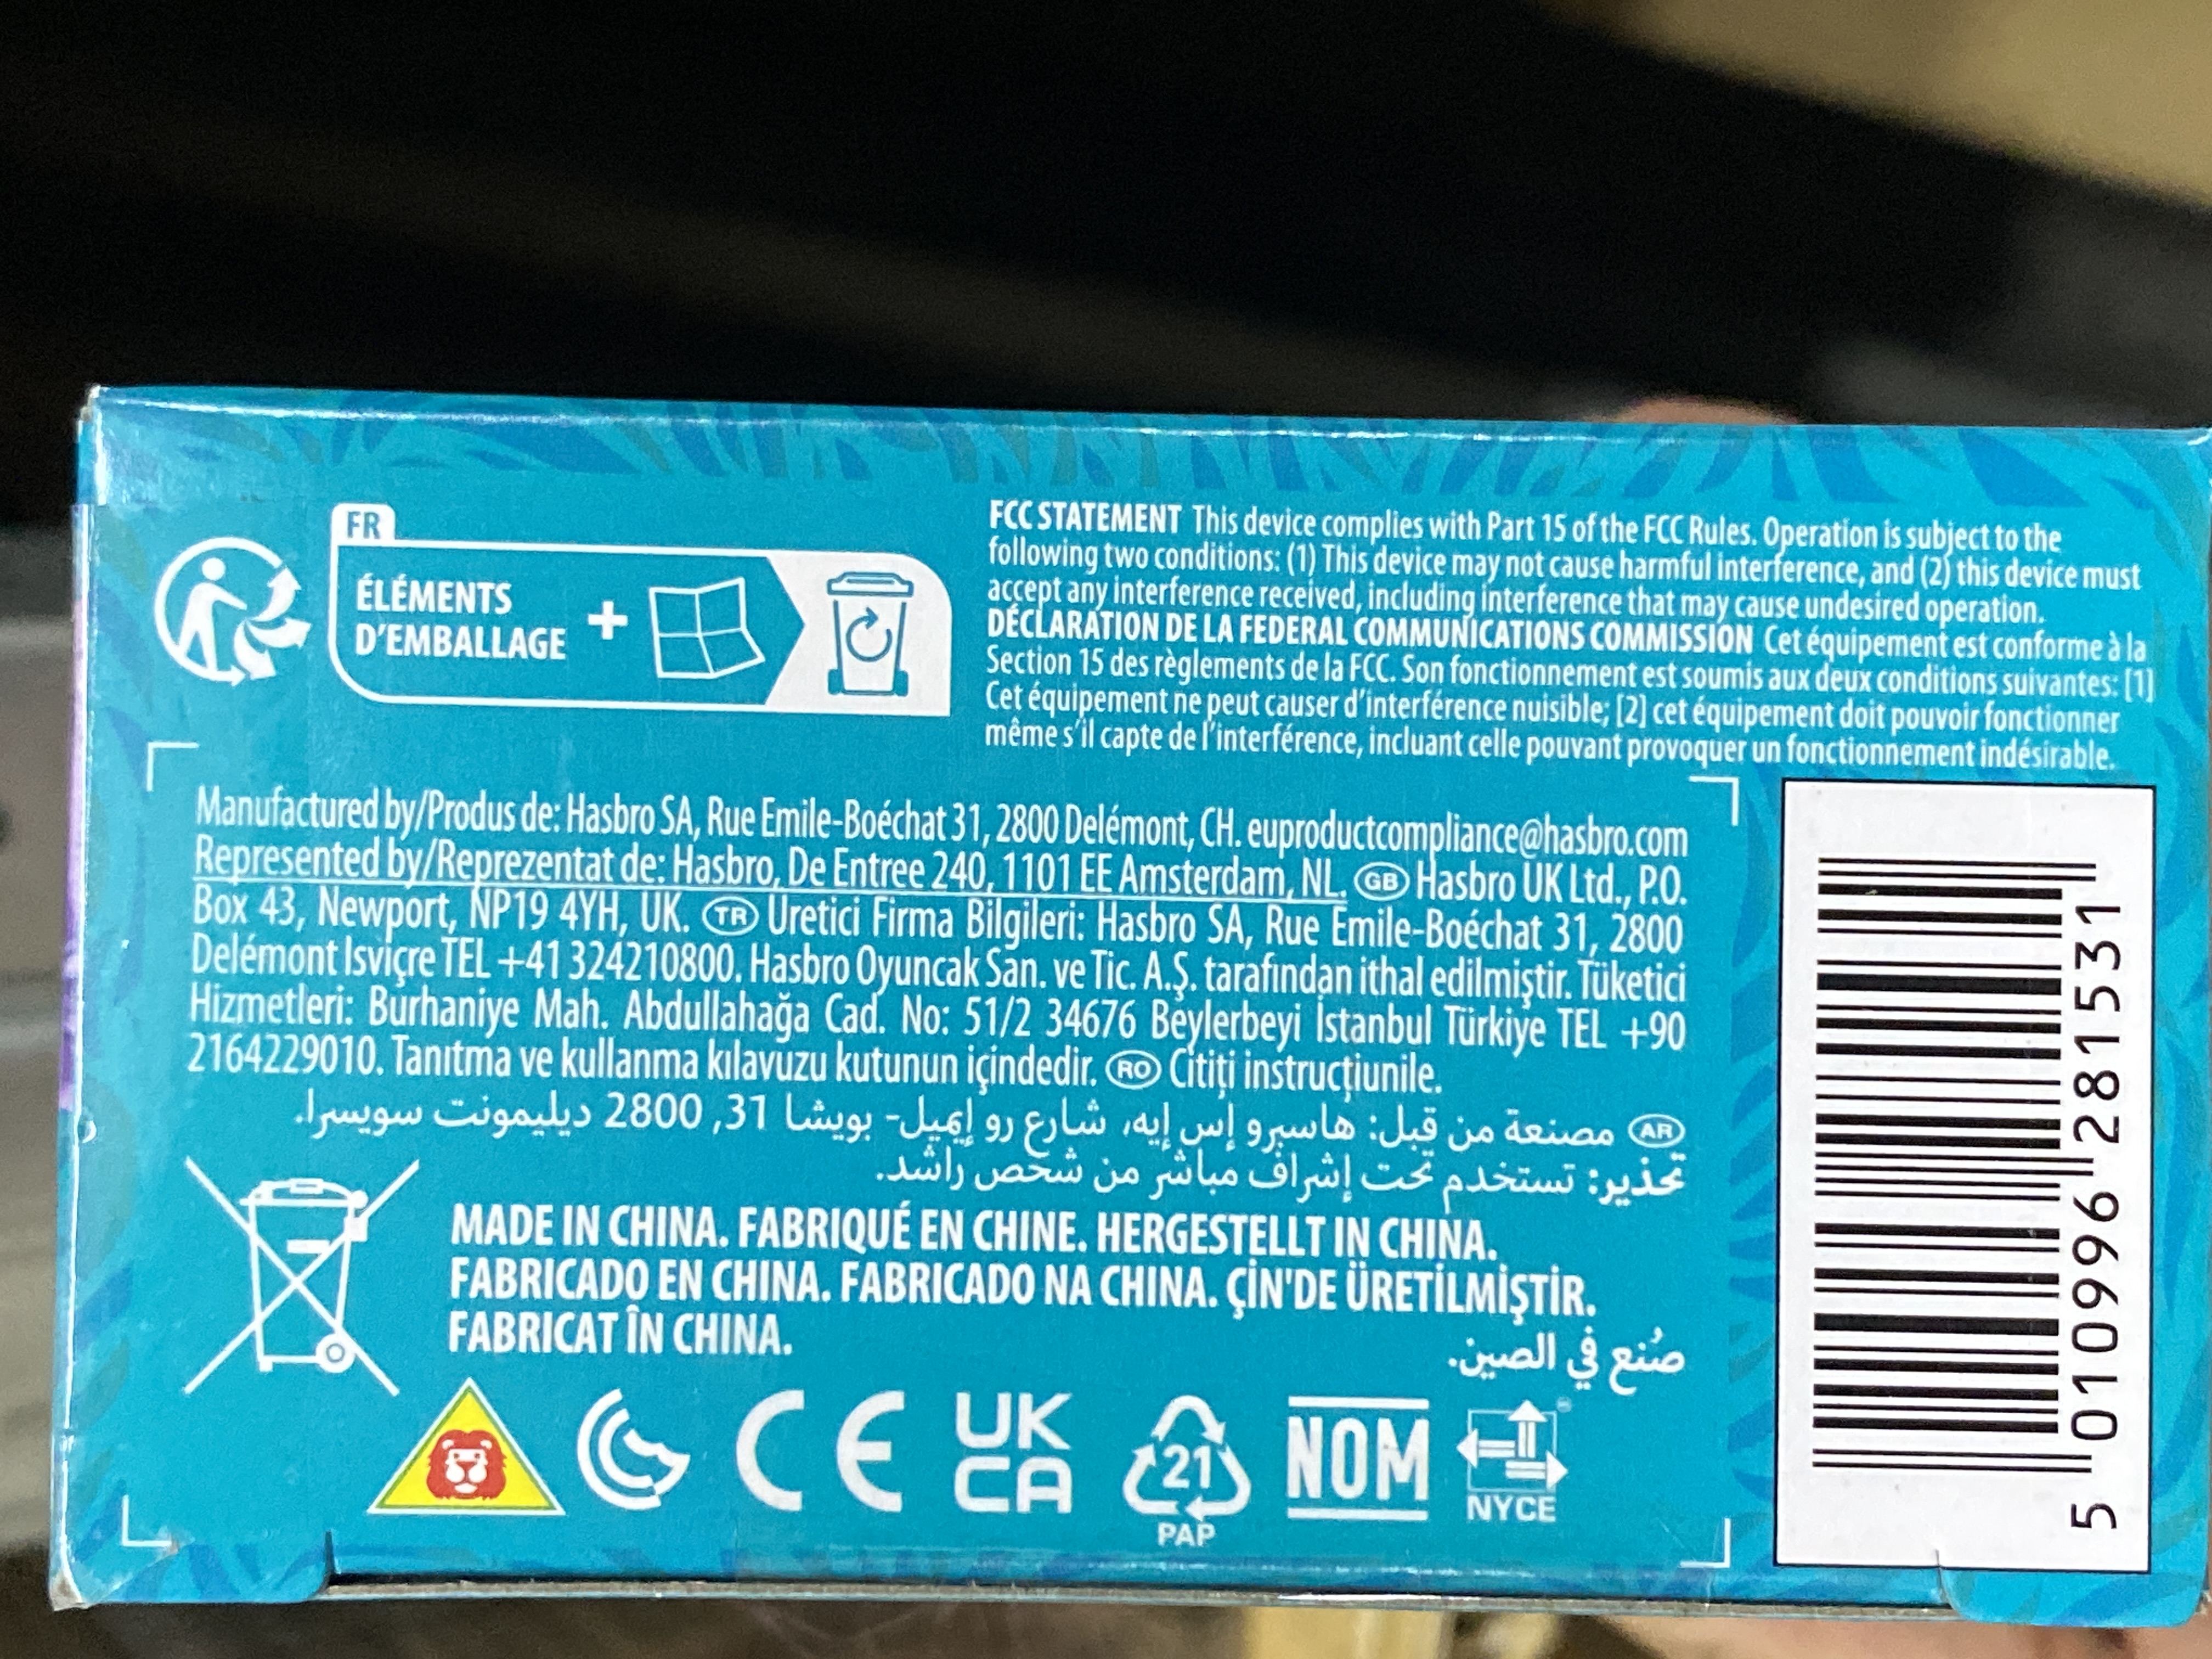 FR
ÉLÉMENTS
D'EMBALLAGE
+
FCC STATEMENT This device complies with Part 15 of the FCC Rules. Operation is subject to the
following two conditions: (1) This device may not cause harmful interference, and (2) this device must
accept any interference received, including interference that may cause undesired operation.
DÉCLARATION DE LA FEDERAL COMMUNICATIONS COMMISSION Cet équipement est conforme à la
Section 15 des règlements de la FCC. Son fonctionnement est soumis aux deux conditions suivantes: [1]
Cet équipement ne peut causer d'interférence nuisible; [2] cet équipement doit pouvoir fonctionner
même s'il capte de l'interférence, incluant celle pouvant provoquer un fonctionnement indésirable.
Manufactured by/Produs de: Hasbro SA, Rue Emile-Boéchat 31, 2800 Delémont, CH. euproductcompliance@hasbro.com
Represented by/Reprezentat de: Hasbro, De Entree 240, 1101 EE Amsterdam, NL. GB Hasbro UK Ltd., P.O.
Box 43, Newport, NP19 4YH, UK. TR Üretici Firma Bilgileri: Hasbro SA, Rue Emile-Boéchat 31, 2800
Delémont Isviçre TEL +41 324210800. Hasbro Oyuncak San. ve Tic. A.Ş. tarafından ithal edilmiştir. Tüketici
Hizmetleri: Burhaniye Mah. Abdullahağa Cad. No: 51/2 34676 Beylerbeyi İstanbul Türkiye TEL +90
2164229010. Tanıtma ve kullanma kılavuzu kutunun içindedir. RO Citiți instrucțiunile.
AR مصنعة من قبل: هاسبرو إس إيه، شارع رو إيميل- بويشا 31, 2800 ديليمونت سويسرا.
تحذير: تستخدم تحت إشراف مباشر من شخص راشد.
MADE IN CHINA. FABRIQUÉ EN CHINE. HERGESTELLT IN CHINA.
FABRICADO EN CHINA. FABRICADO NA CHINA. ÇİN'DE ÜRETİLMİŞTİR.
FABRICAT ÎN CHINA.
صُنع في الصين.
CE
UK
CA
21
PAP
NOM
NYCE
5 010996 281531